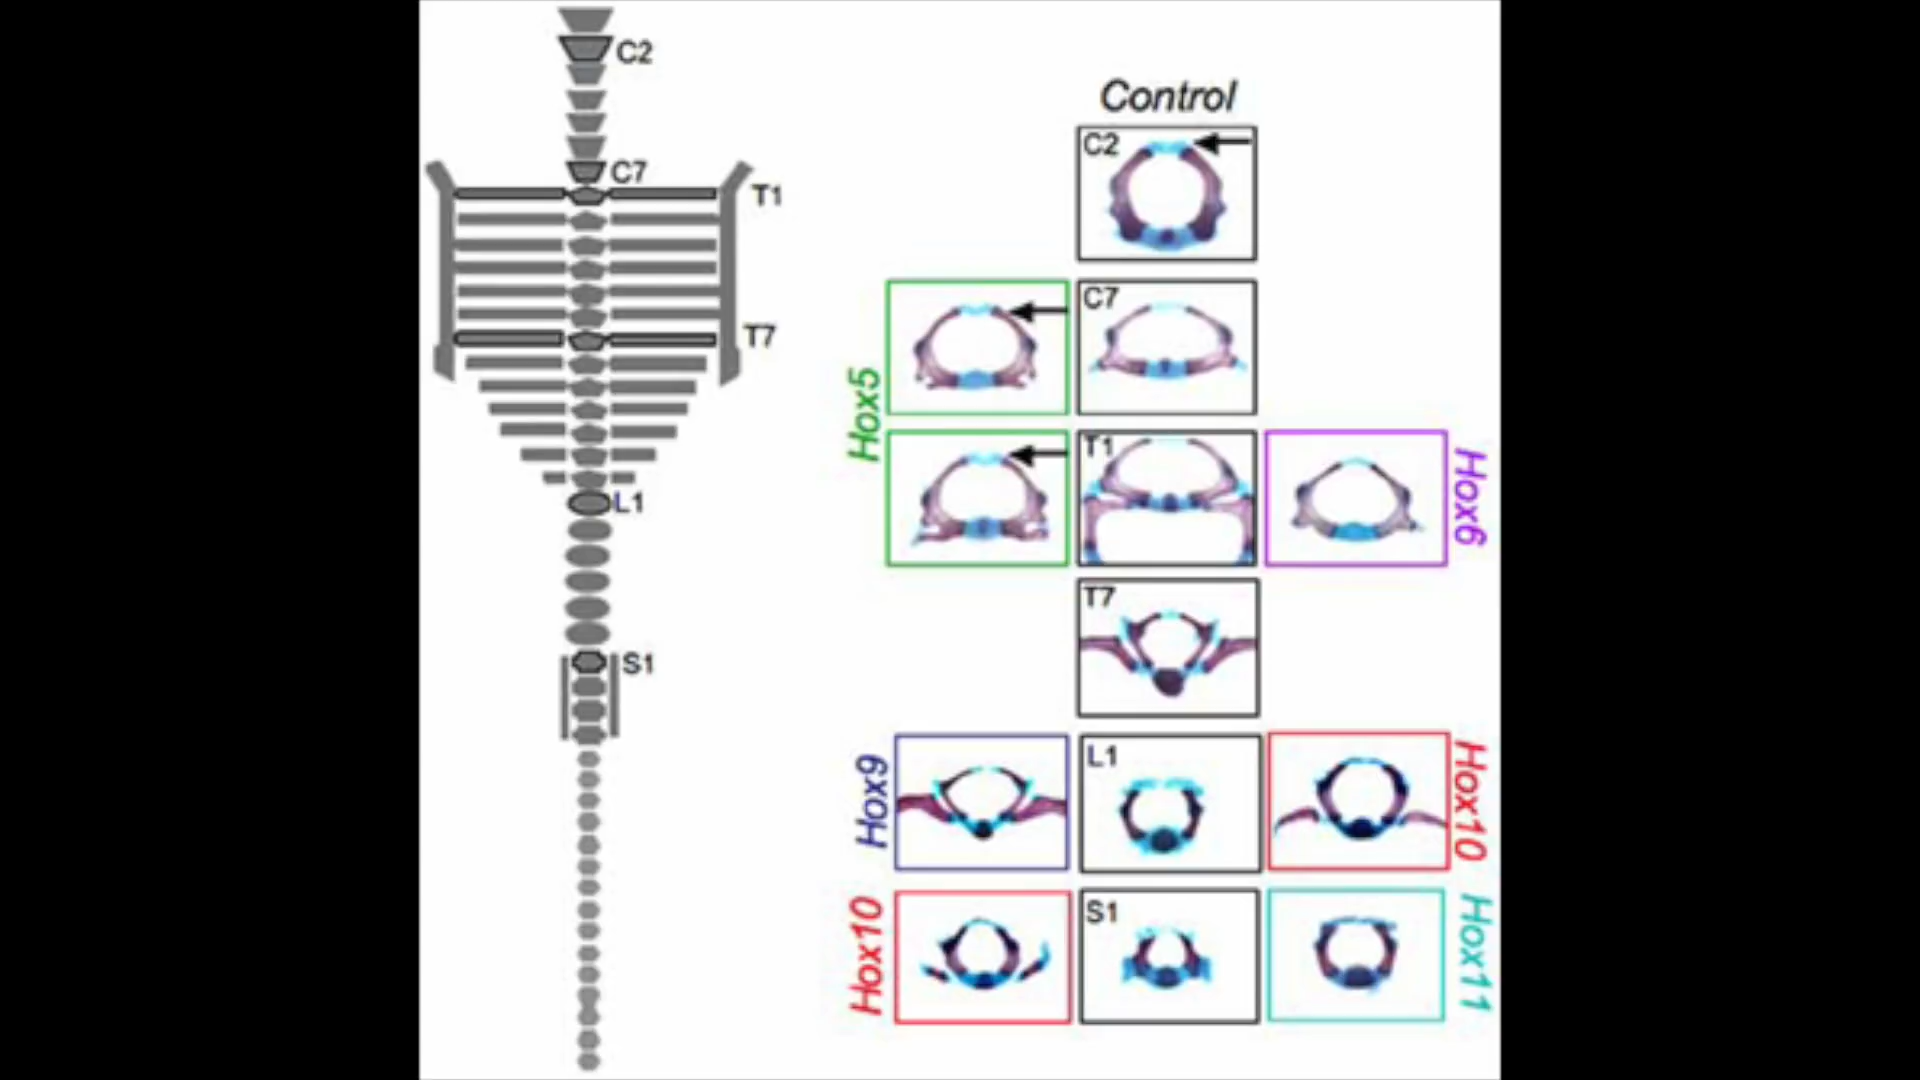 C2
C7
T1
T7
L1
S1
Control
C2
C7
Hox5
T1
Hox6
T7
Hox9
L1
Hox10
Hox10
S1
Hox11